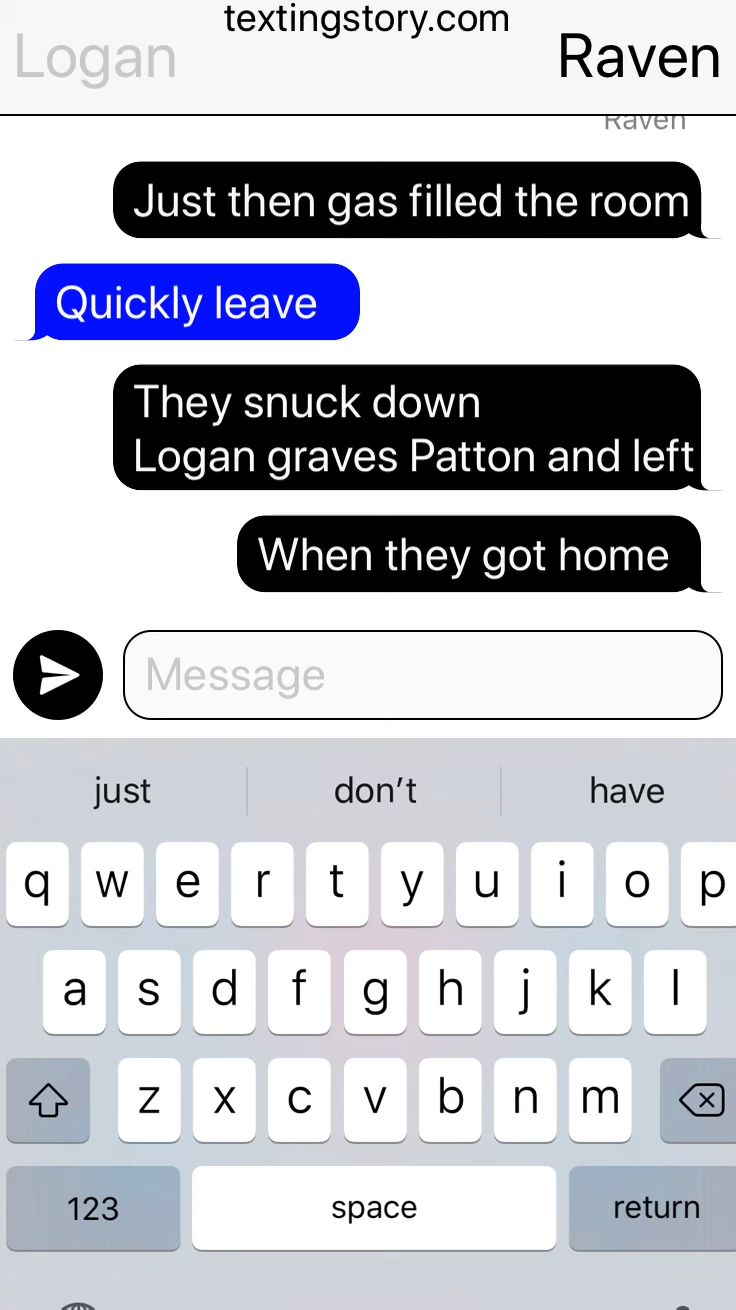 textingstory.com
Logan Raven
Raven
Just then gas filled the room
Quickly leave
They snuck down
Logan graves Patton and left
When they got home
Message
just don't have
q w e r t y u i o p
a s d f g h j k l
z x c v b n m
123 space return